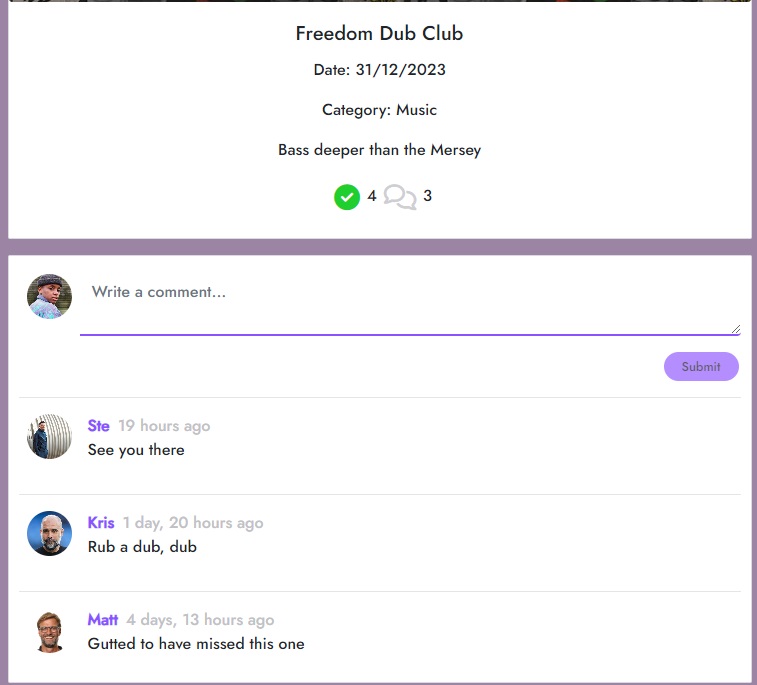 Freedom Dub Club
Date: 31/12/2023
Category: Music
Bass deeper than the Mersey
4 3
Write a comment...
Submit
Ste 19 hours ago
See you there
Kris 1 day, 20 hours ago
Rub a dub, dub
Matt 4 days, 13 hours ago
Gutted to have missed this one